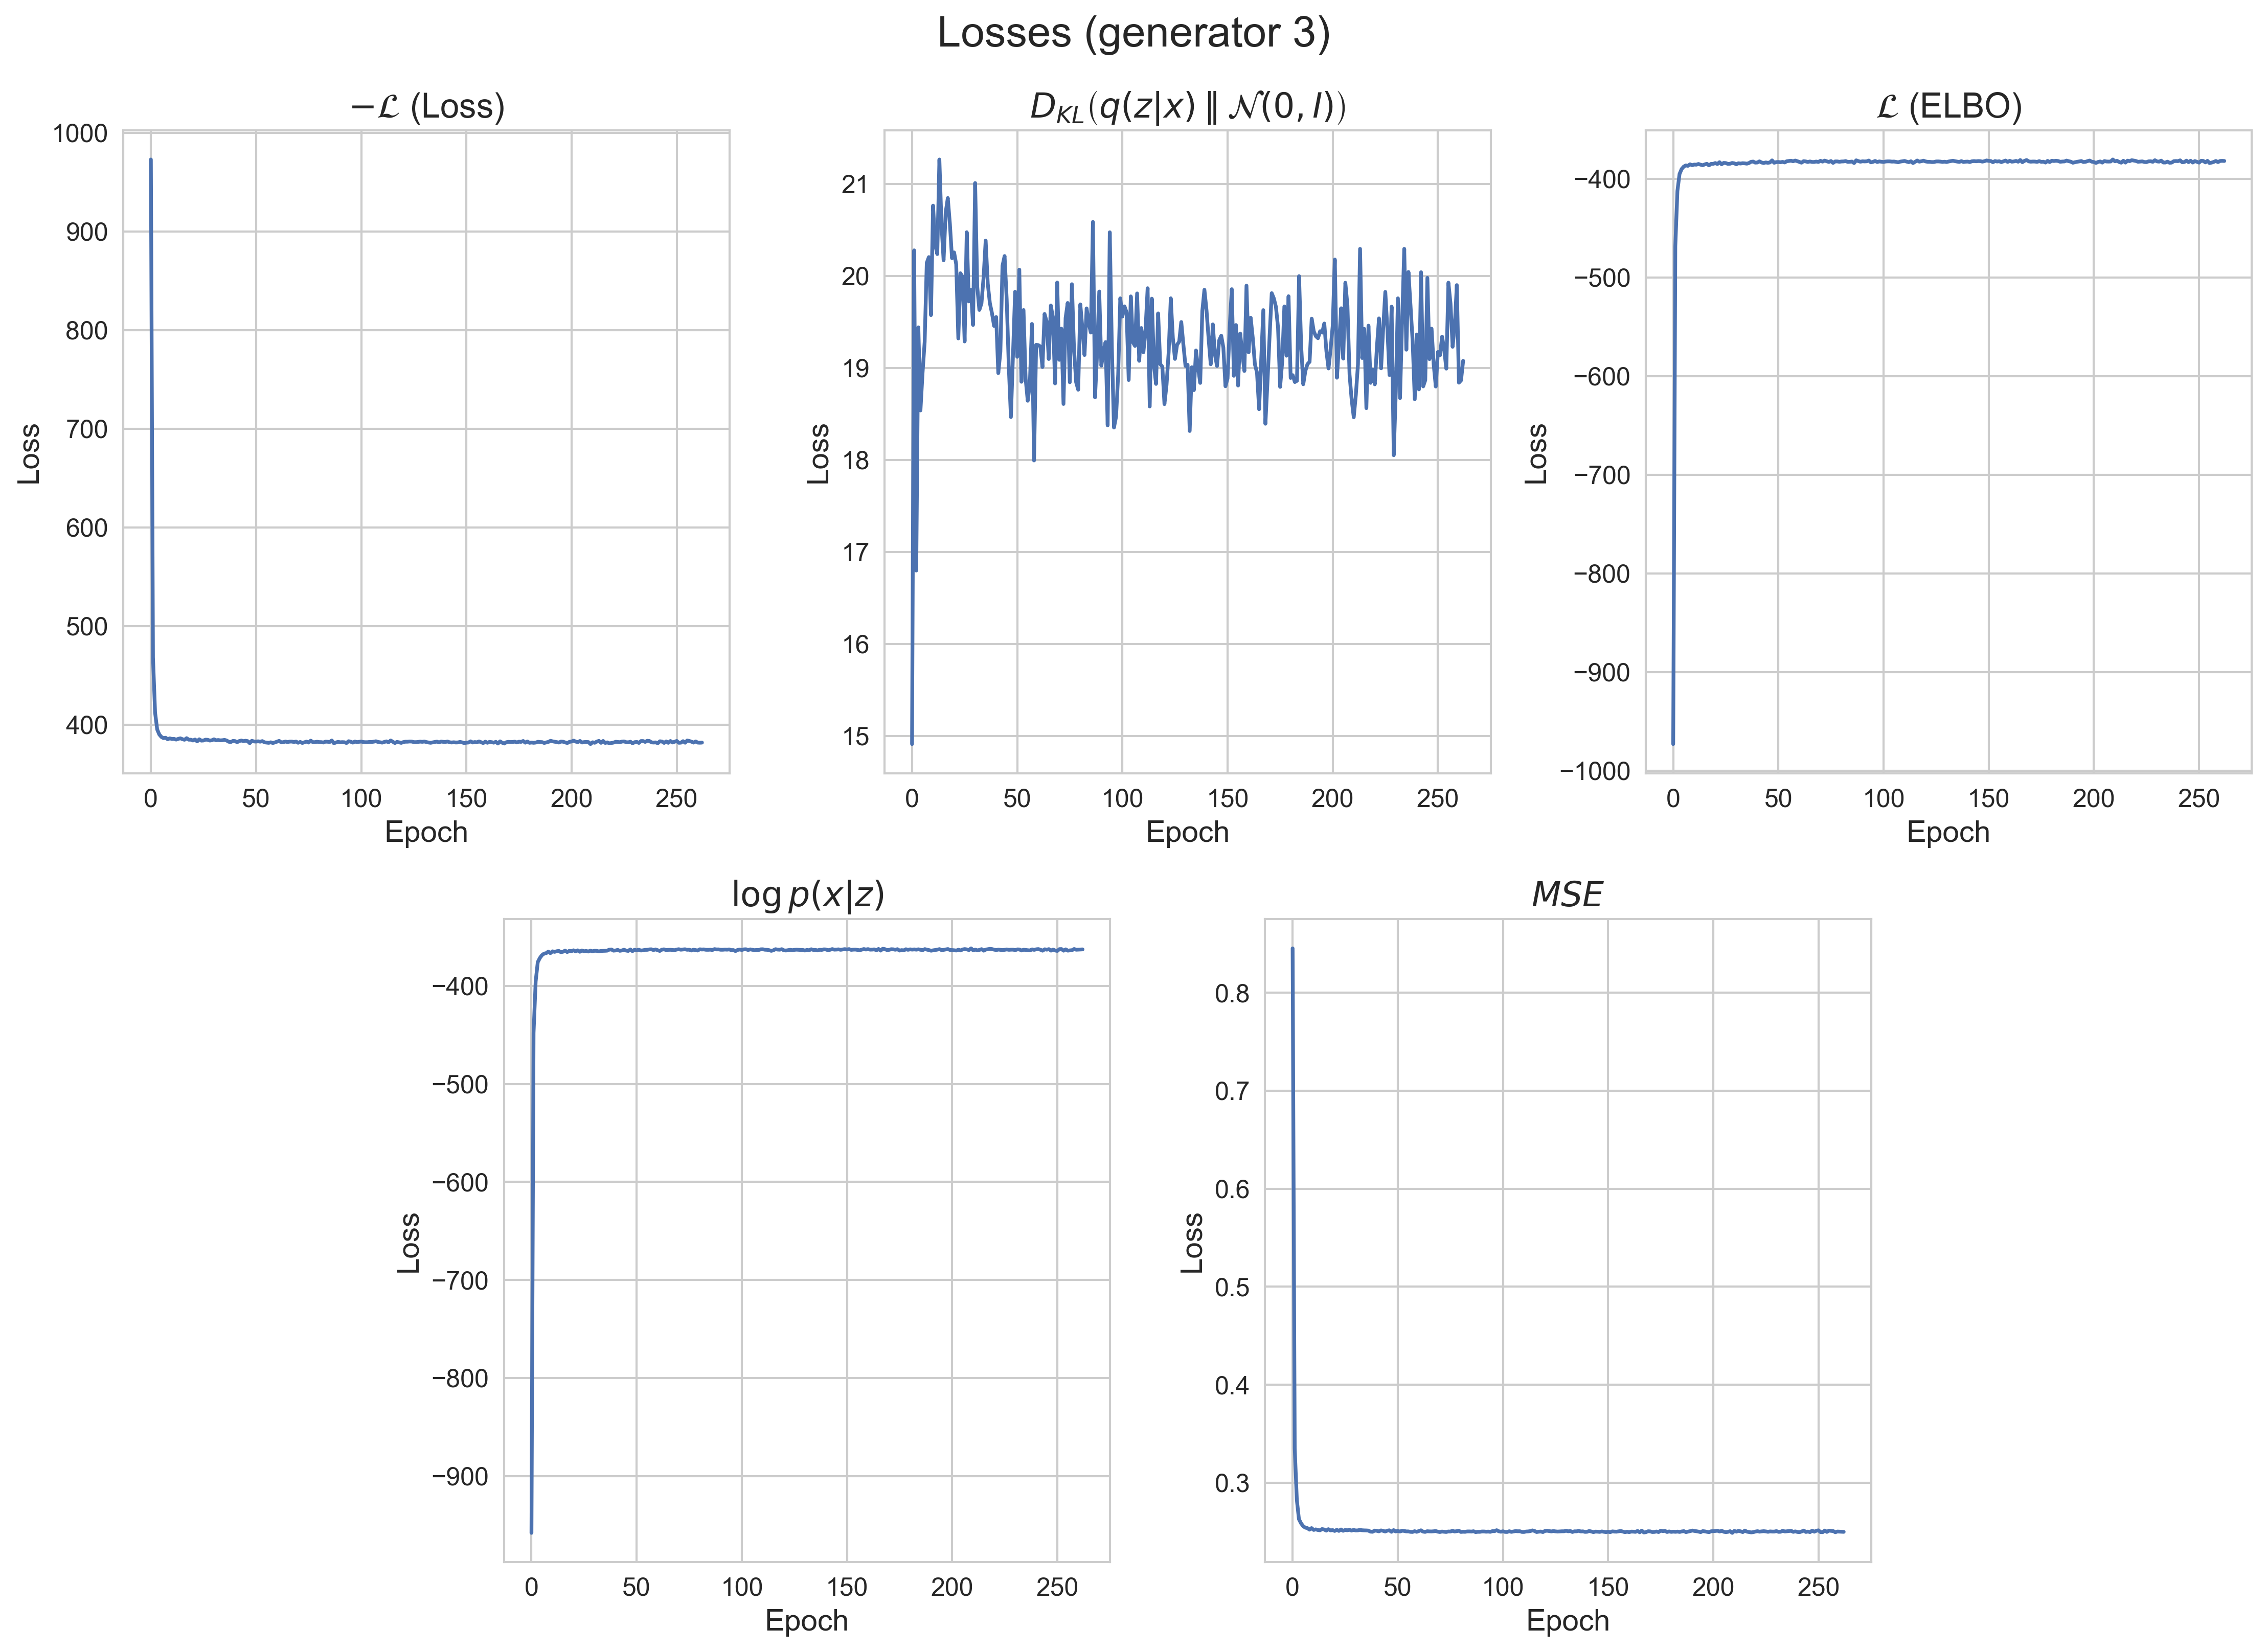 Losses (generator 3)
−ℒ (Loss)
1000
900
800
700
600
500
400
Loss
0 50 100 150 200 250
Epoch
D_{KL}(q(z|x) ∥ 𝒩(0, I))
21
20
19
18
17
16
15
Loss
0 50 100 150 200 250
Epoch
ℒ (ELBO)
−400
−500
−600
−700
−800
−900
−1000
Loss
0 50 100 150 200 250
Epoch
log p(x|z)
−400
−500
−600
−700
−800
−900
Loss
0 50 100 150 200 250
Epoch
MSE
0.8
0.7
0.6
0.5
0.4
0.3
Loss
0 50 100 150 200 250
Epoch